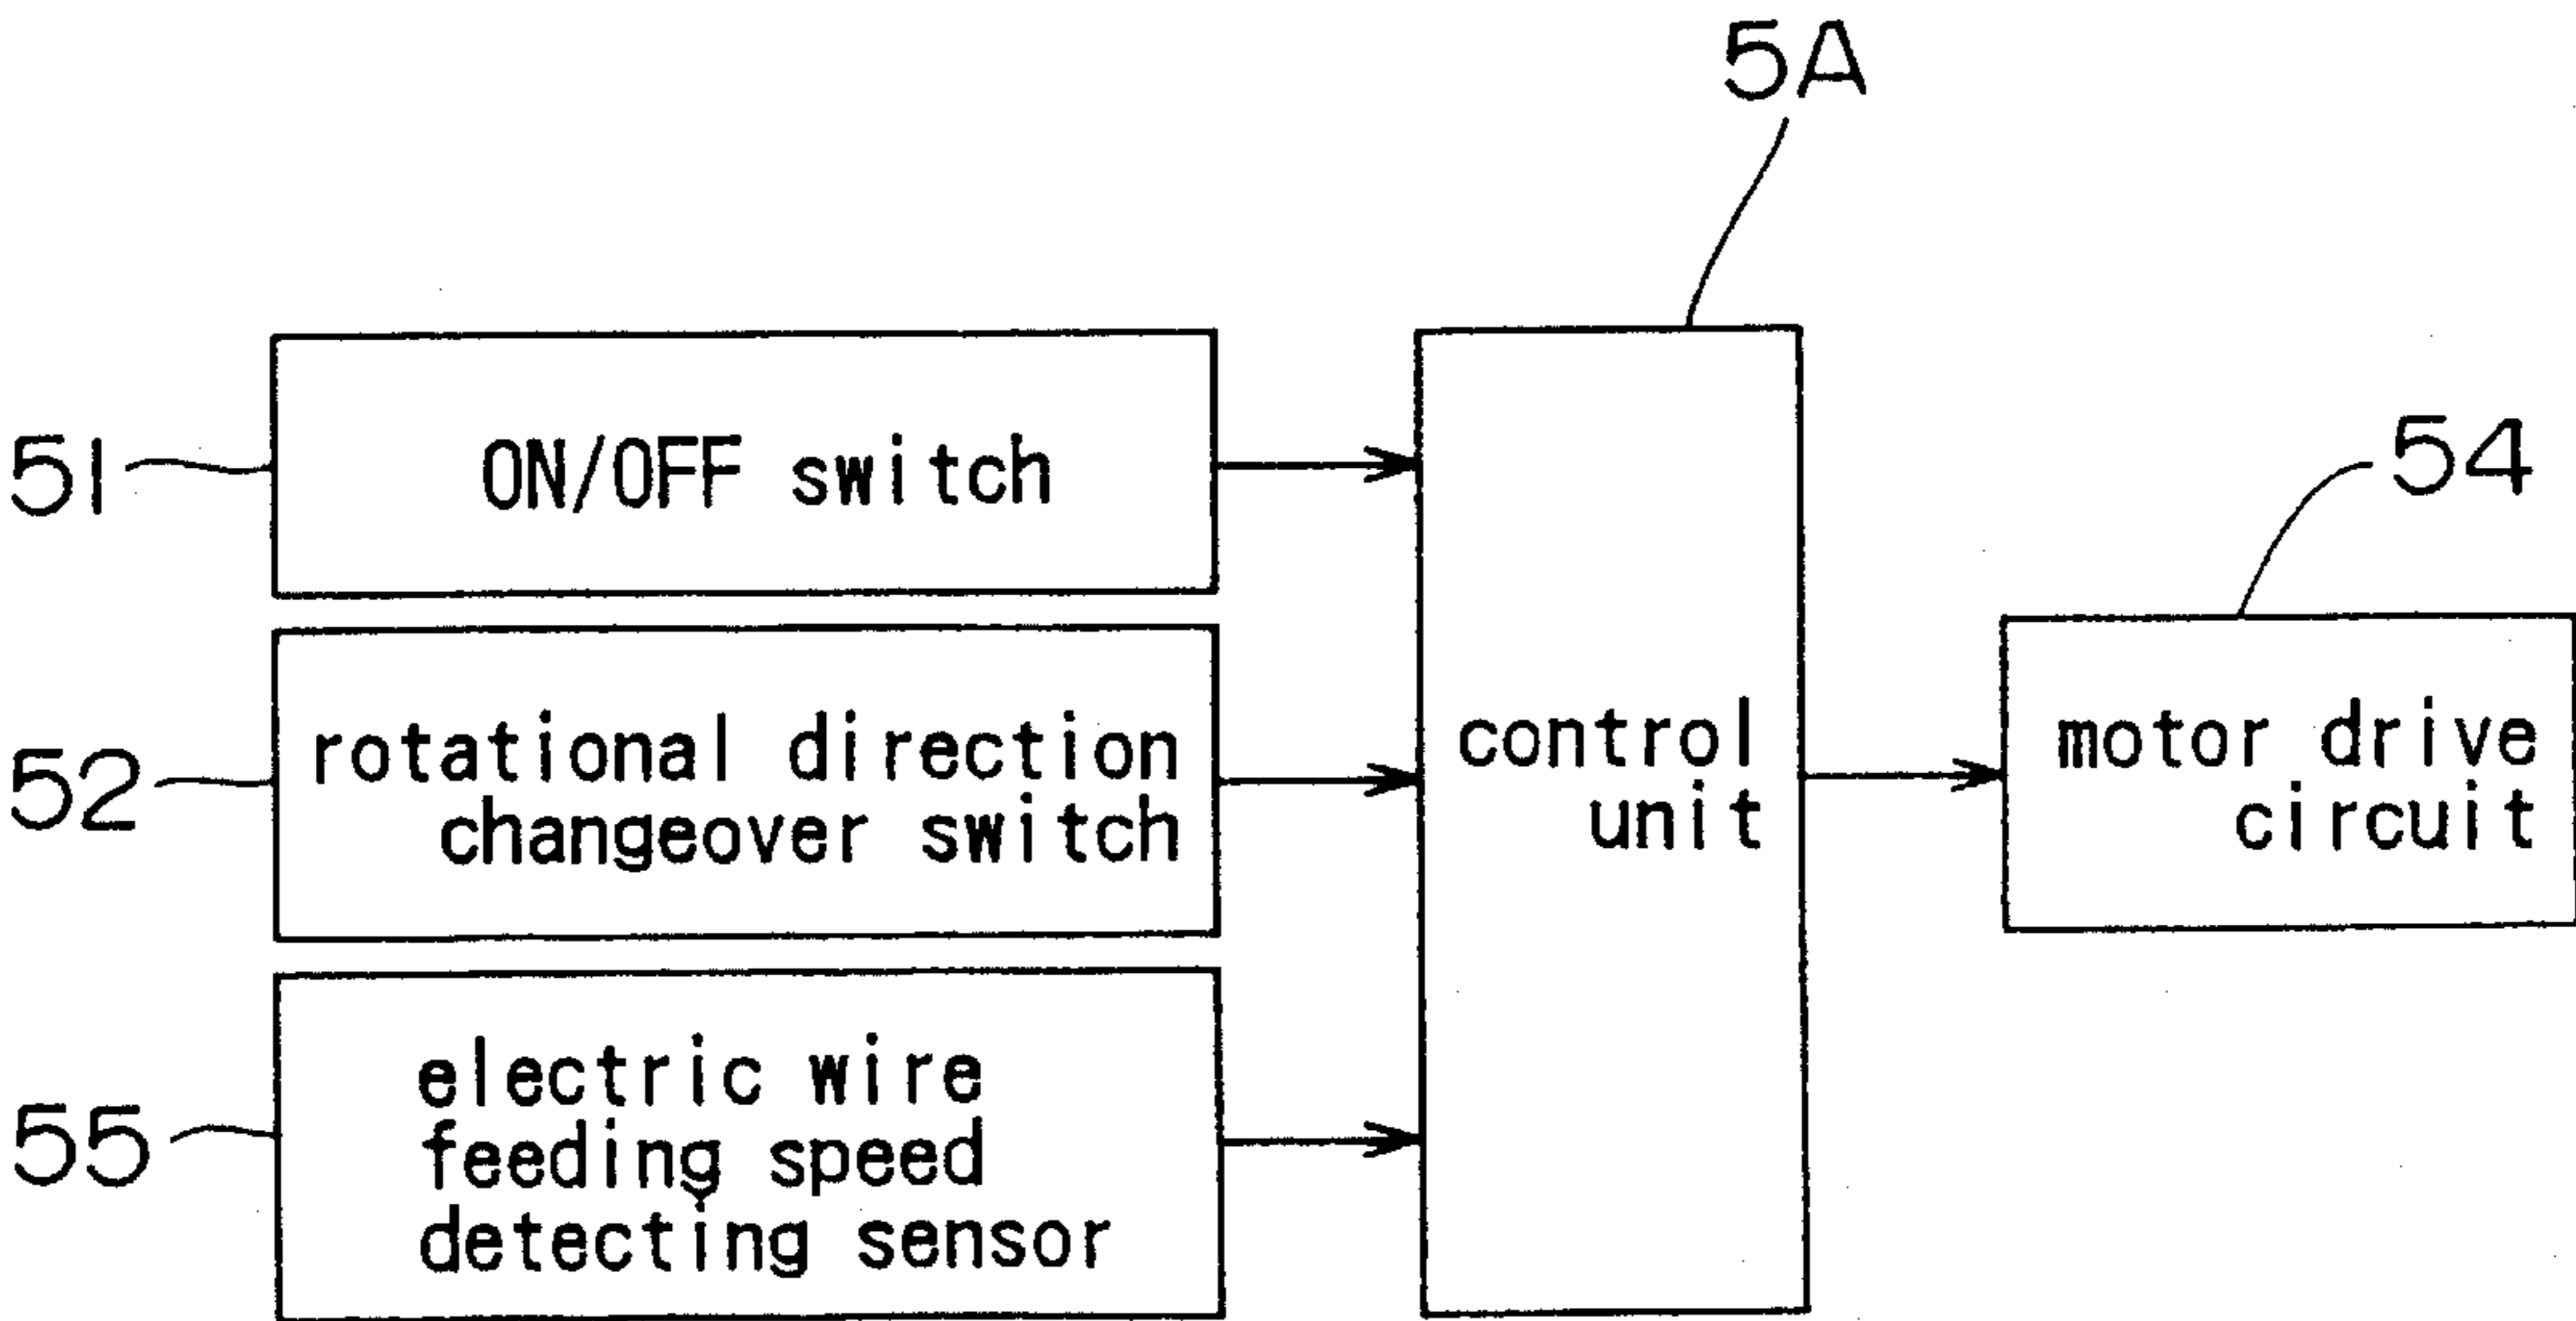 5A
51
ON/OFF switch
54
52
rotational direction
changeover switch
control
unit
motor drive
circuit
55
electric wire
feeding speed
detecting sensor